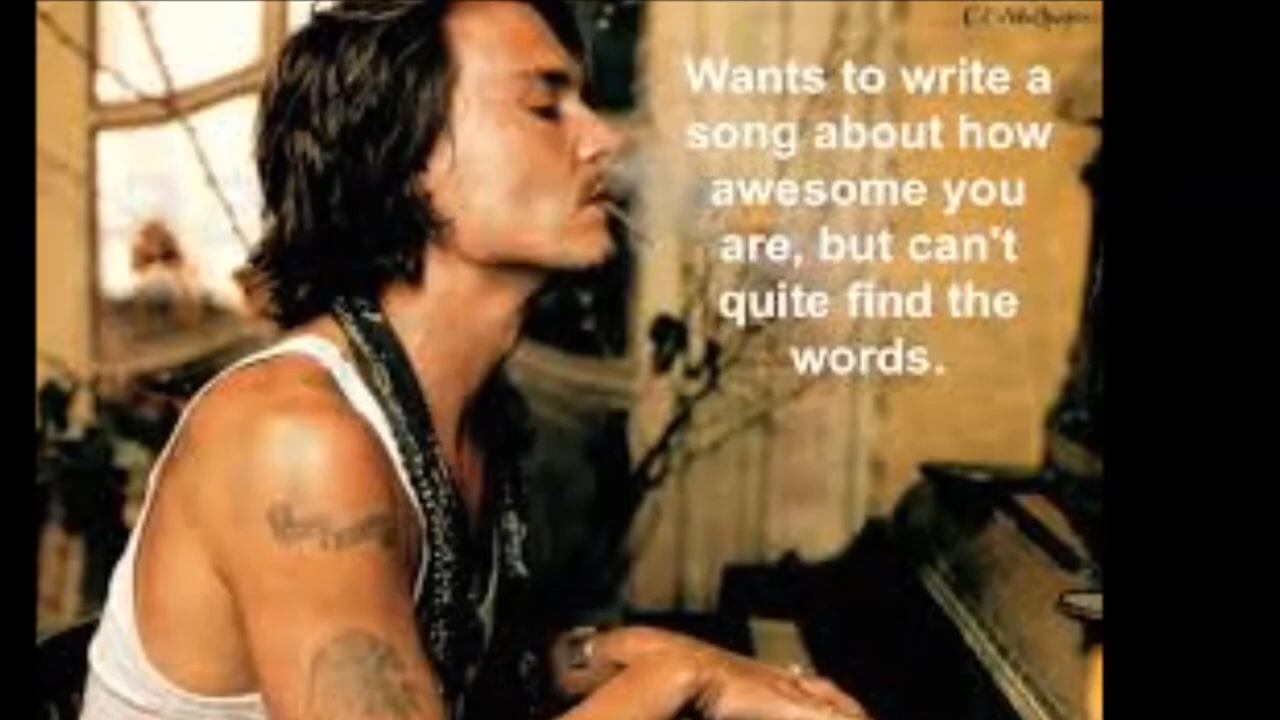 Wants to write a
song about how
awesome you
are, but can't
quite find the
words.